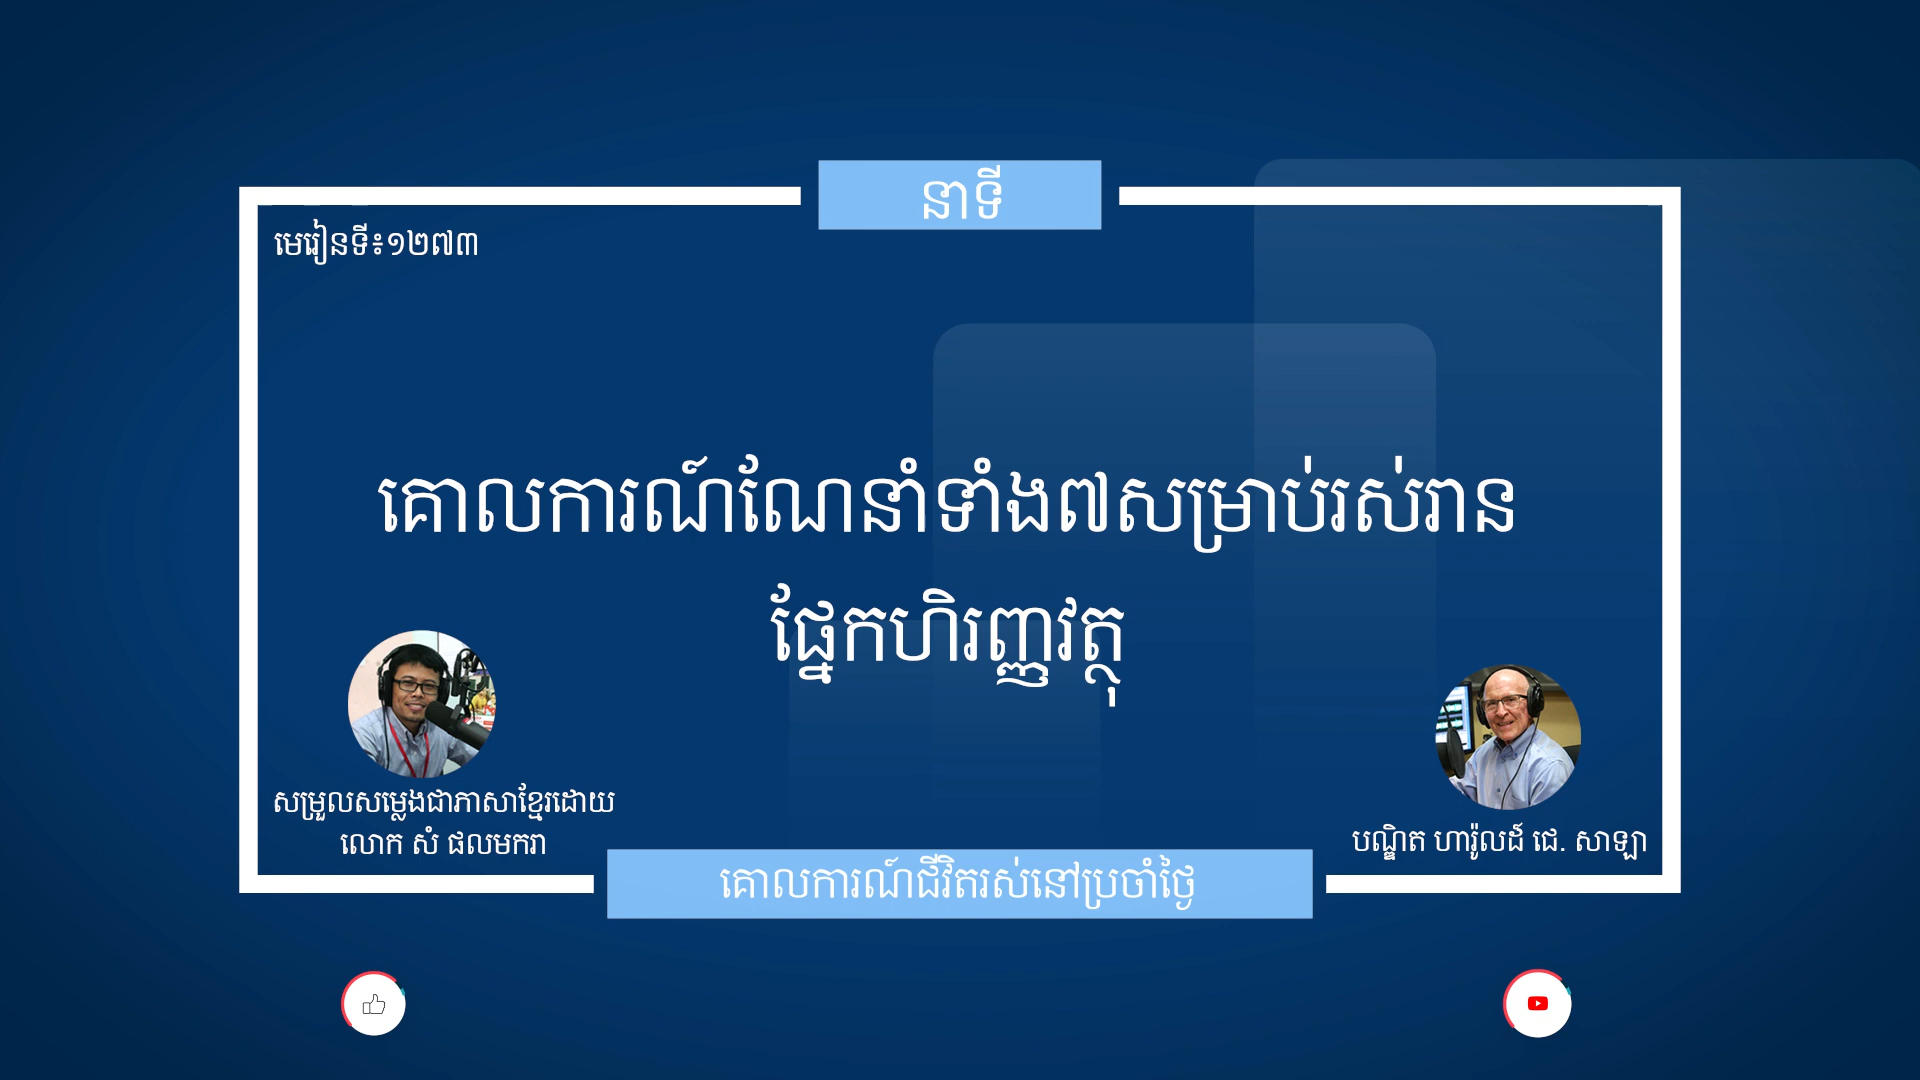 នាទី
មេរៀនទី៖១២៧៣
គោលការណ៍ណែនាំទាំង៧សម្រាប់រស់រាន
ផ្នែកហិរញ្ញវត្ថុ
សម្រួលសម្លេងជាភាសាខ្មែរដោយ
លោក សំ ផលមករា
បណ្ឌិត ហារ៉ូលដ៍ ជេ. សាឡា
គោលការណ៍ជីវិតរស់នៅប្រចាំថ្ងៃ